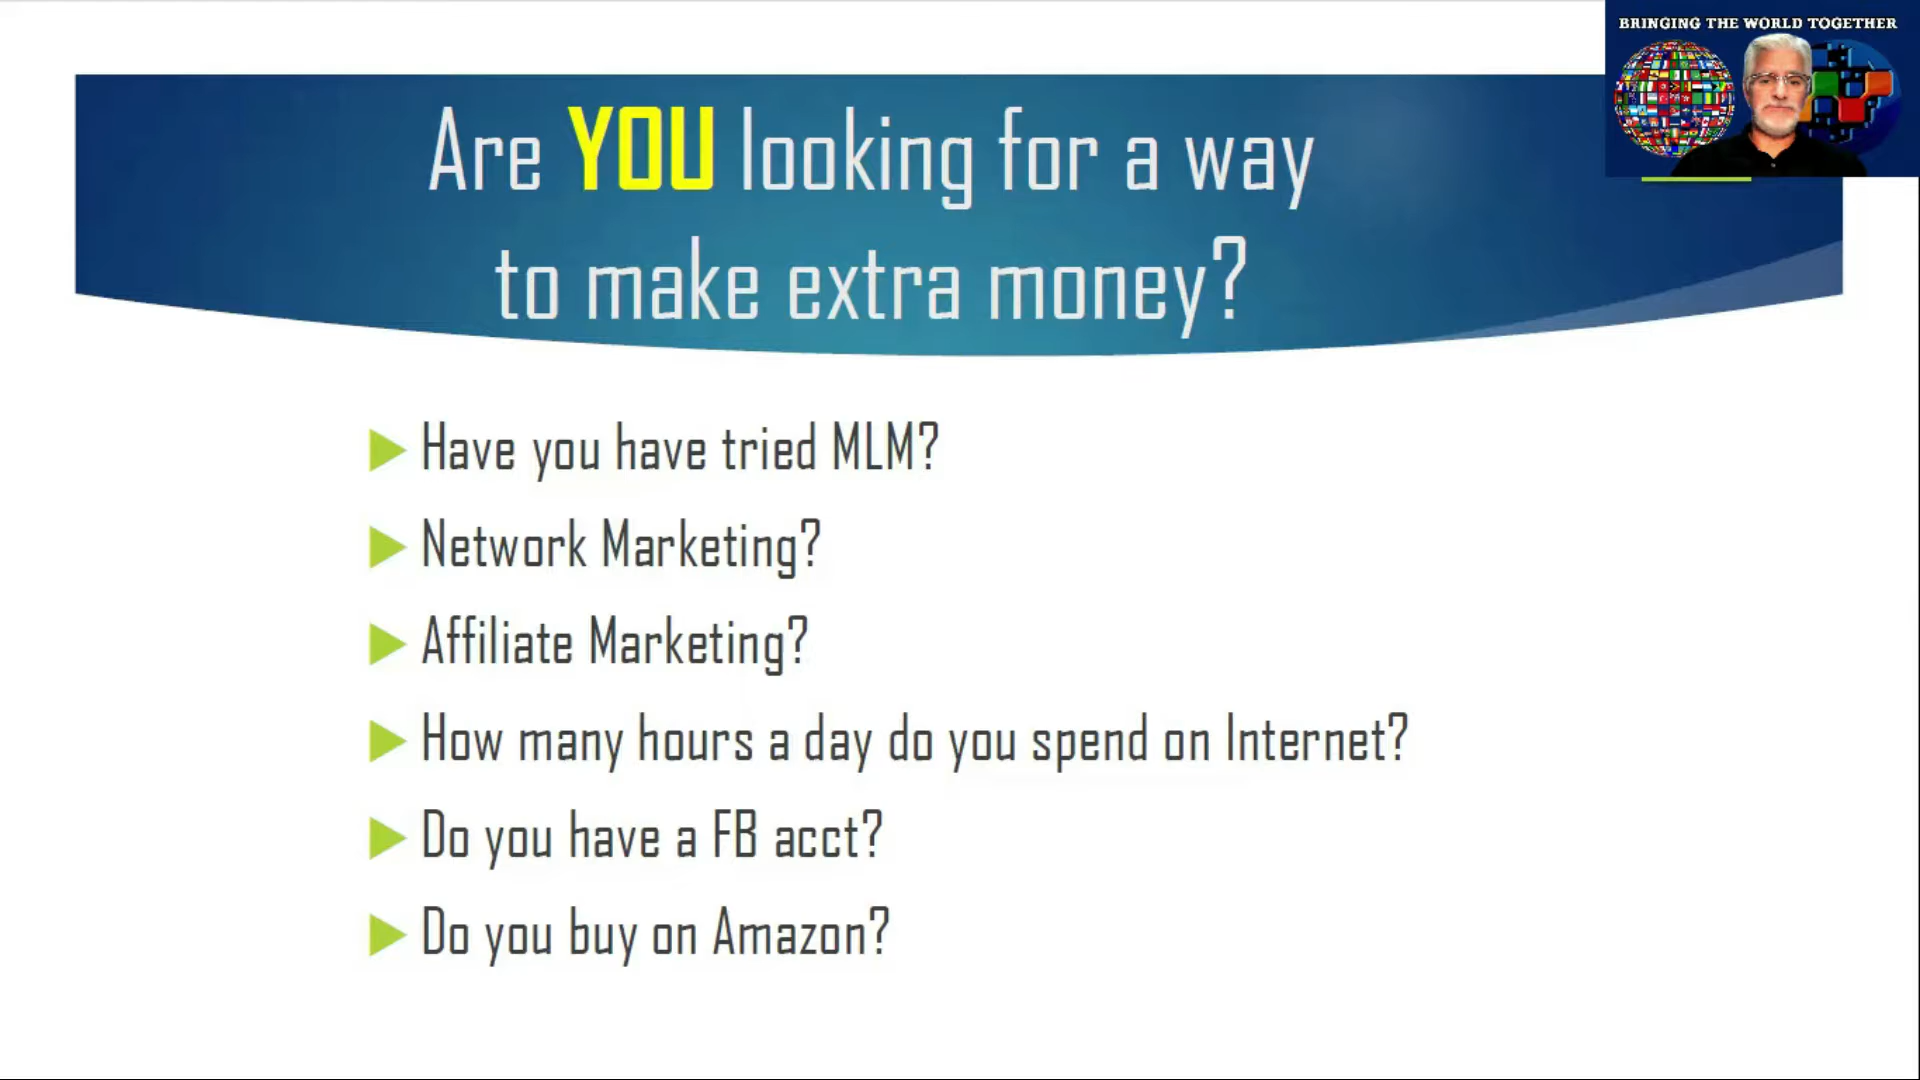 BRINGING THE WORLD TOGETHER
Are YOU looking for a way
to make extra money?
Have you have tried MLM?
Network Marketing?
Affiliate Marketing?
How many hours a day do you spend on Internet?
Do you have a FB acct?
Do you buy on Amazon?